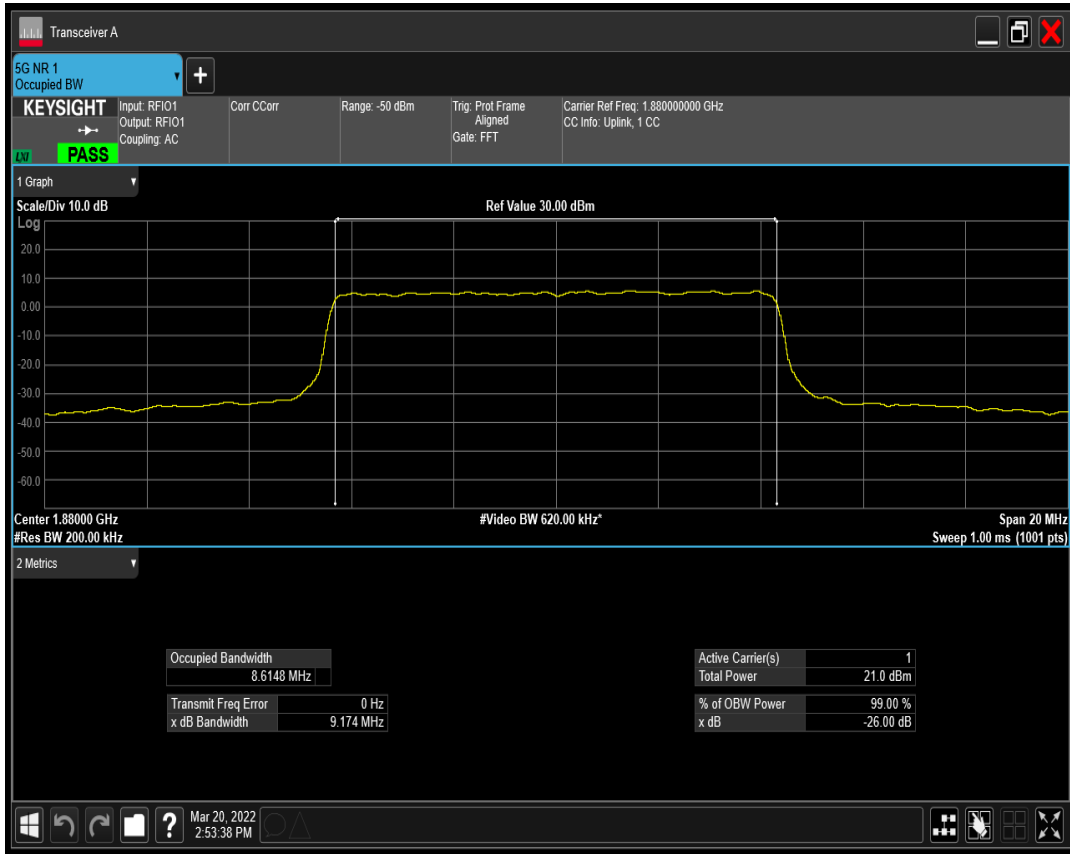 Transceiver A
5G NR 1
Occupied BW
KEYSIGHT
LXI
PASS
Input: RFIO1
Output: RFIO1
Coupling: AC
Corr CCorr
Range: -50 dBm
Trig: Prot Frame
Aligned
Gate: FFT
Carrier Ref Freq: 1.880000000 GHz
CC Info: Uplink, 1 CC
1 Graph
Scale/Div 10.0 dB
Ref Value 30.00 dBm
Log
20.0
10.0
0.00
-10.0
-20.0
-30.0
-40.0
-50.0
-60.0
Center 1.88000 GHz
#Video BW 620.00 kHz*
Span 20 MHz
#Res BW 200.00 kHz
Sweep 1.00 ms (1001 pts)
2 Metrics
Occupied Bandwidth
8.6148 MHz
Transmit Freq Error 0 Hz
x dB Bandwidth 9.174 MHz
Active Carrier(s) 1
Total Power 21.0 dBm
% of OBW Power 99.00 %
x dB -26.00 dB
?
Mar 20, 2022
2:53:38 PM